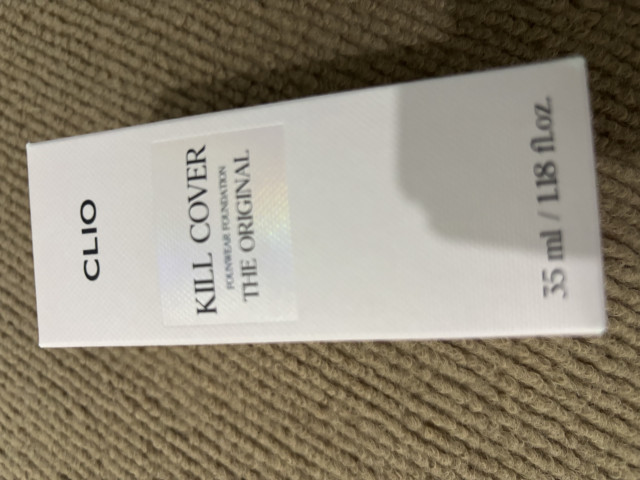 CLIO
KILL COVER
FOUNWEAR FOUNDATION
THE ORIGINAL
35 ml / 1.18 fl.oz.